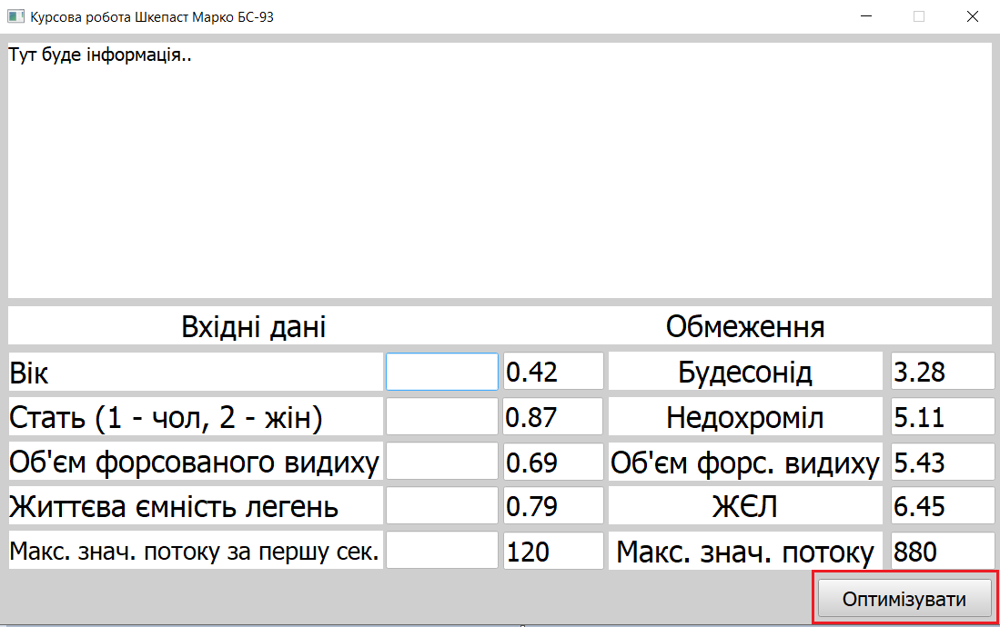 Курсова робота Шкепаст Марко БС-93
Тут буде інформація..
Вхідні дані Обмеження
Вік 0.42 Будесонід 3.28
Стать (1 - чол, 2 - жін) 0.87 Недохроміл 5.11
Об'єм форсованого видиху 0.69 Об'єм форс. видиху 5.43
Життєва ємність легень 0.79 ЖЄЛ 6.45
Макс. знач. потоку за першу сек. 120 Макс. знач. потоку 880
Оптимізувати